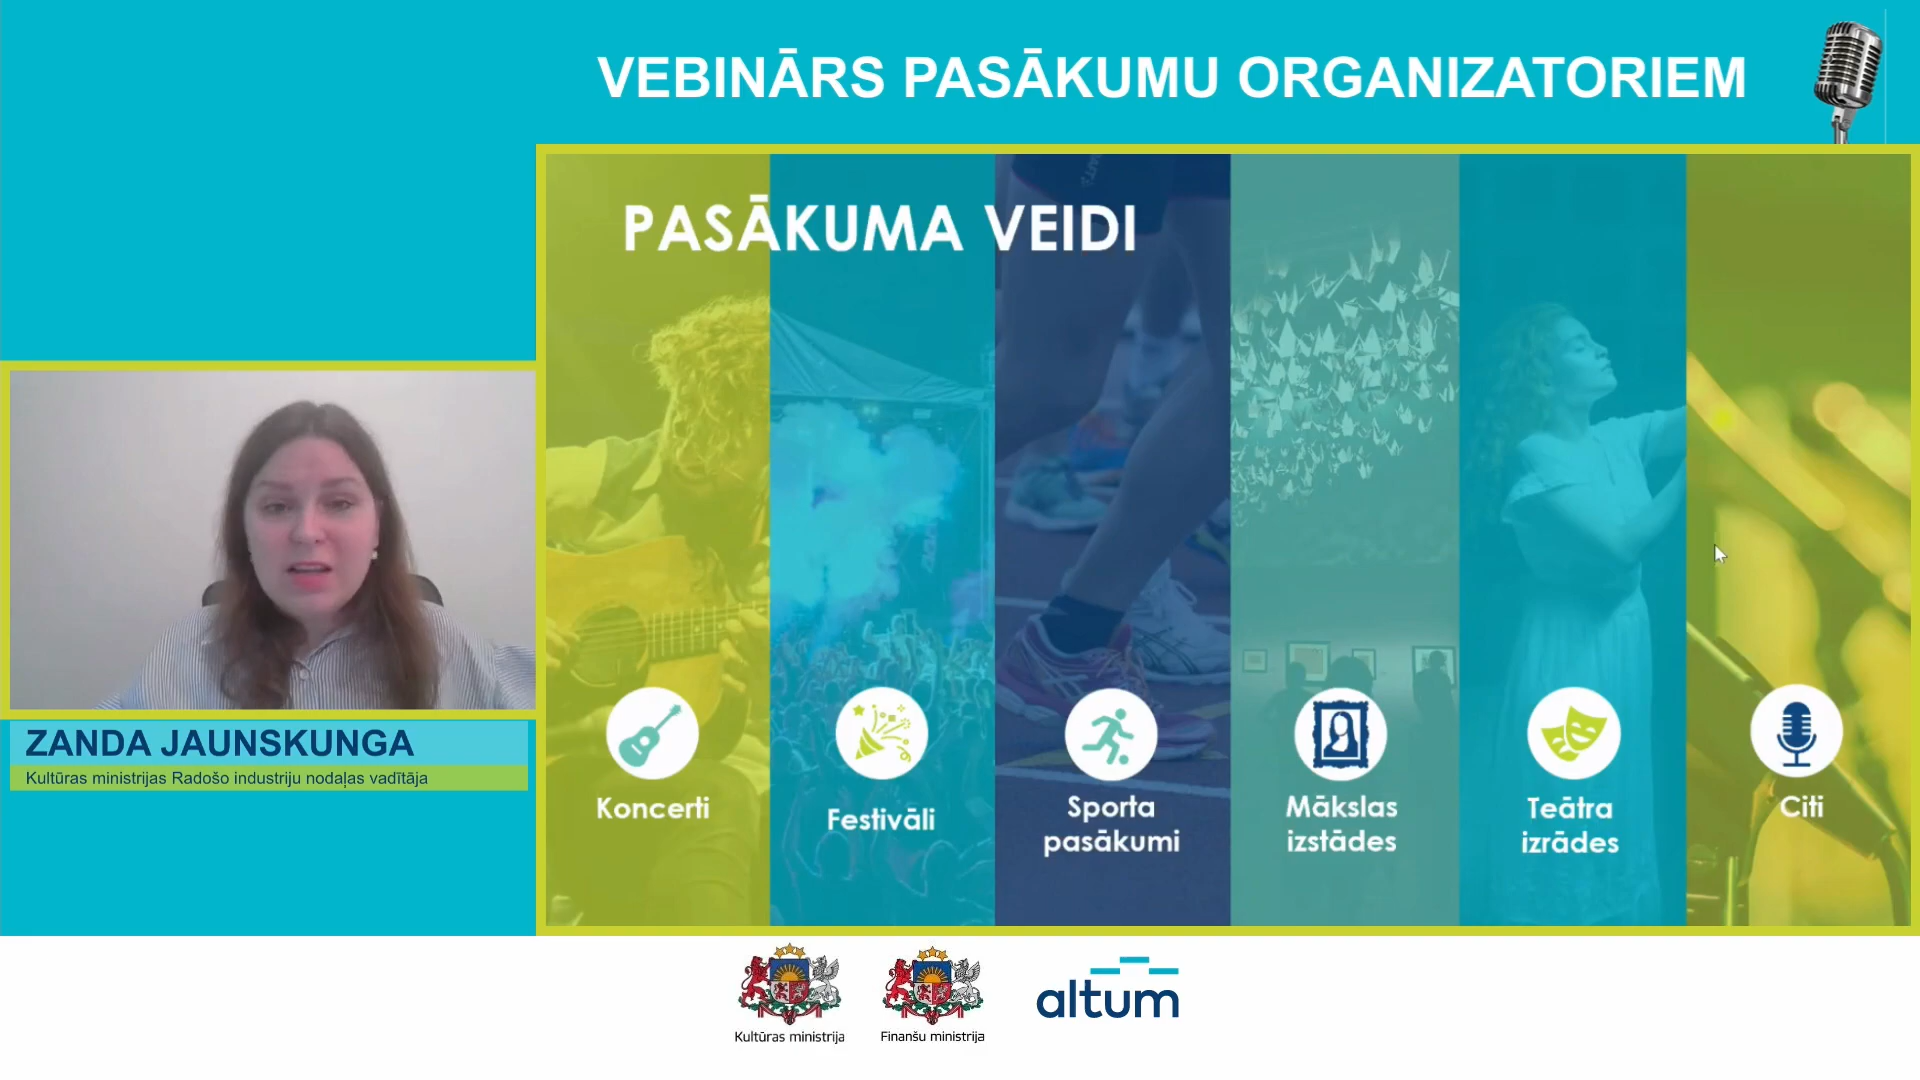 VEBINĀRS PASĀKUMU ORGANIZATORIEM
PASĀKUMA VEIDI
Koncerti
Festivāli
Sporta
pasākumi
Mākslas
izstādes
Teātra
izrādes
Citi
ZANDA JAUNSKUNGA
Kultūras ministrijas Radošo industriju nodaļas vadītāja
Kultūras ministrija
Finanšu ministrija
altum